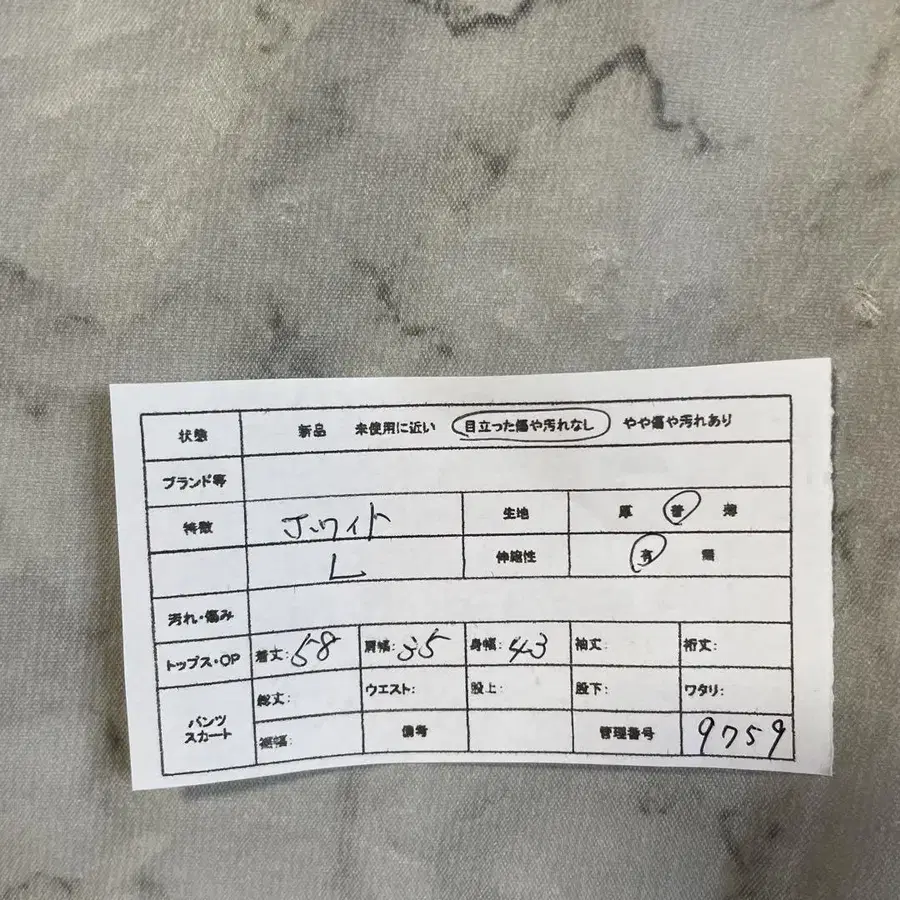 状態 新品 未使用に近い 目立った傷や汚れなし やや傷や汚れあり
ブランド等
特徴 J.ワイト 生地 厚 普 薄
L 伸縮性 有 無
汚れ・傷み
トップス・OP 着丈:58 肩幅:35 身幅:43 袖丈: 裄丈:
パンツ スカート 総丈: ウエスト: 股上: 股下: ワタリ:
裾幅: 備考 管理番号 9759